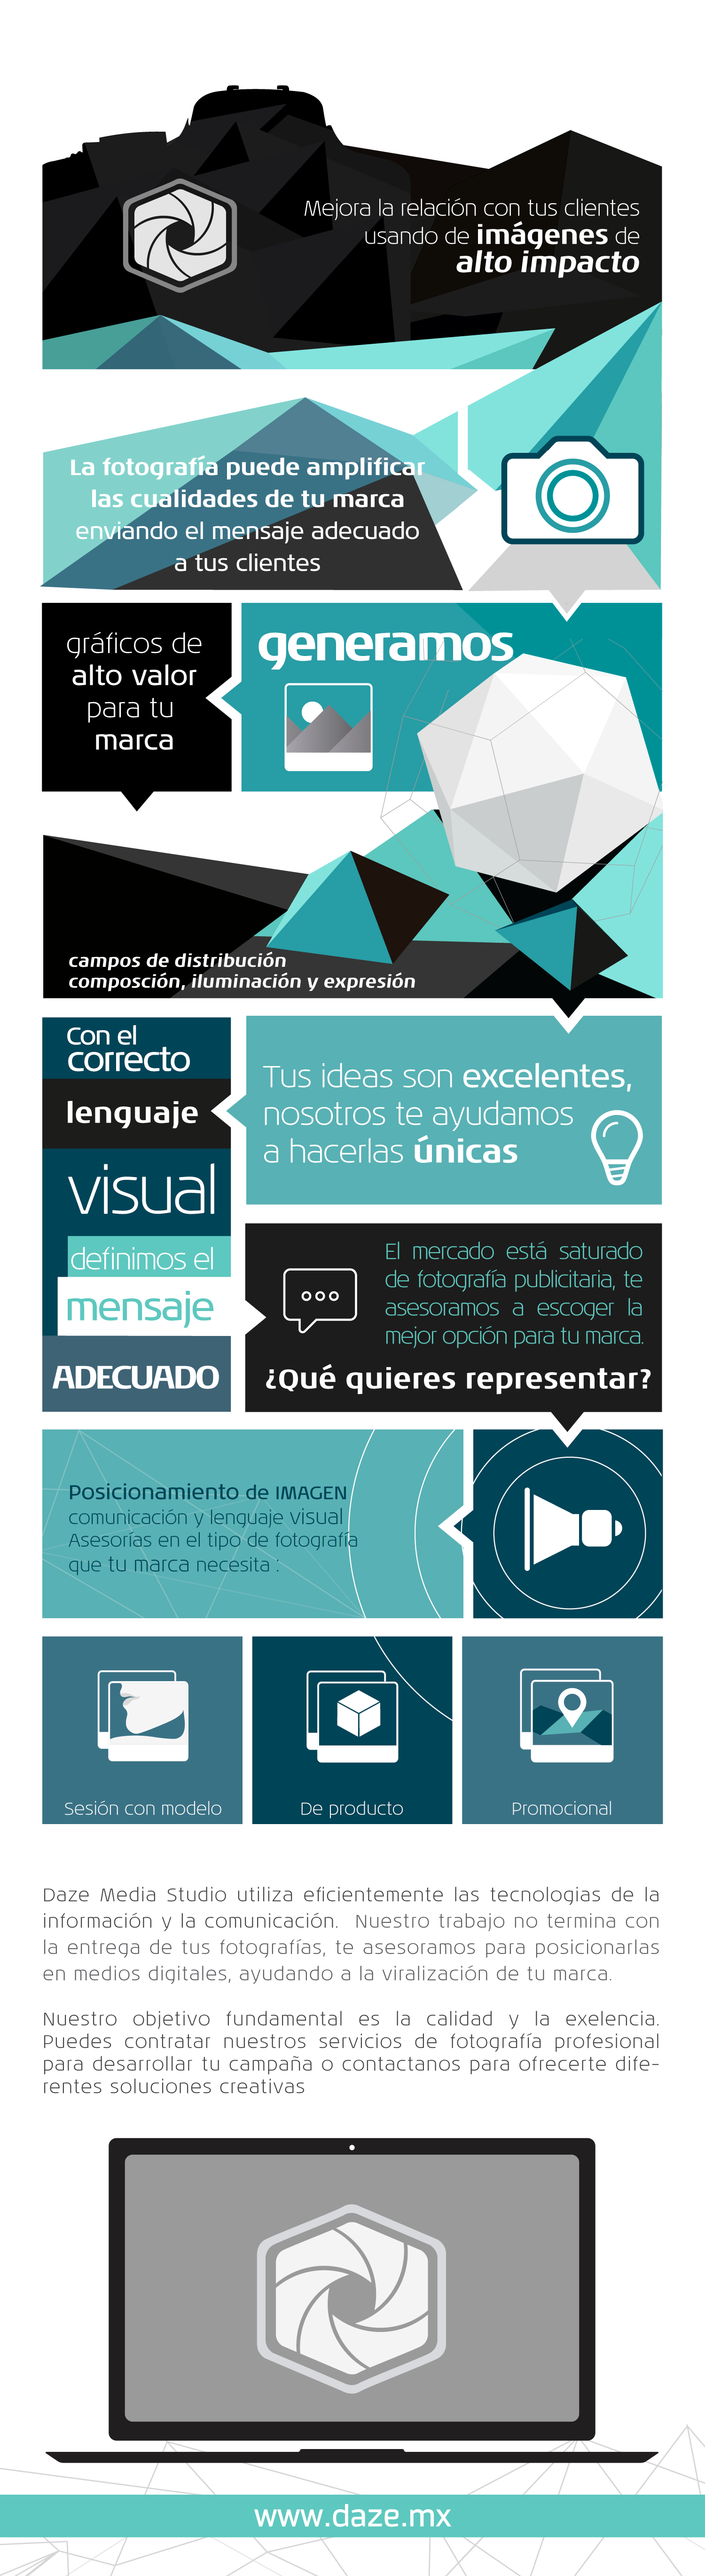 Mejora la relación con tus clientes
usando de imágenes de
alto impacto
La fotografía puede amplificar
las cualidades de tu marca
enviando el mensaje adecuado
a tus clientes
generamos
gráficos de
alto valor
para tu
marca
campos de distribución
composción, iluminación y expresión
Tus ideas son excelentes,
nosotros te ayudamos
a hacerlas únicas
Con el
correcto
lenguaje
visual
definimos el
mensaje
ADECUADO
El mercado está saturado
de fotografía publicitaria, te
asesoramos a escoger la
mejor opción para tu marca.
¿Qué quieres representar?
Posicionamiento de IMAGEN
comunicación y lenguaje visual
Asesorías en el tipo de fotografía
que tu marca necesita :
Sesión con modelo
De producto
Promocional
Daze Media Studio utiliza eficientemente las tecnologias de la
información y la comunicación. Nuestro trabajo no termina con
la entrega de tus fotografías, te asesoramos para posicionarlas
en medios digitales, ayudando a la viralización de tu marca.
Nuestro objetivo fundamental es la calidad y la exelencia.
Puedes contratar nuestros servicios de fotografía profesional
para desarrollar tu campaña o contactanos para ofrecerte dife-
rentes soluciones creativas
www.daze.mx